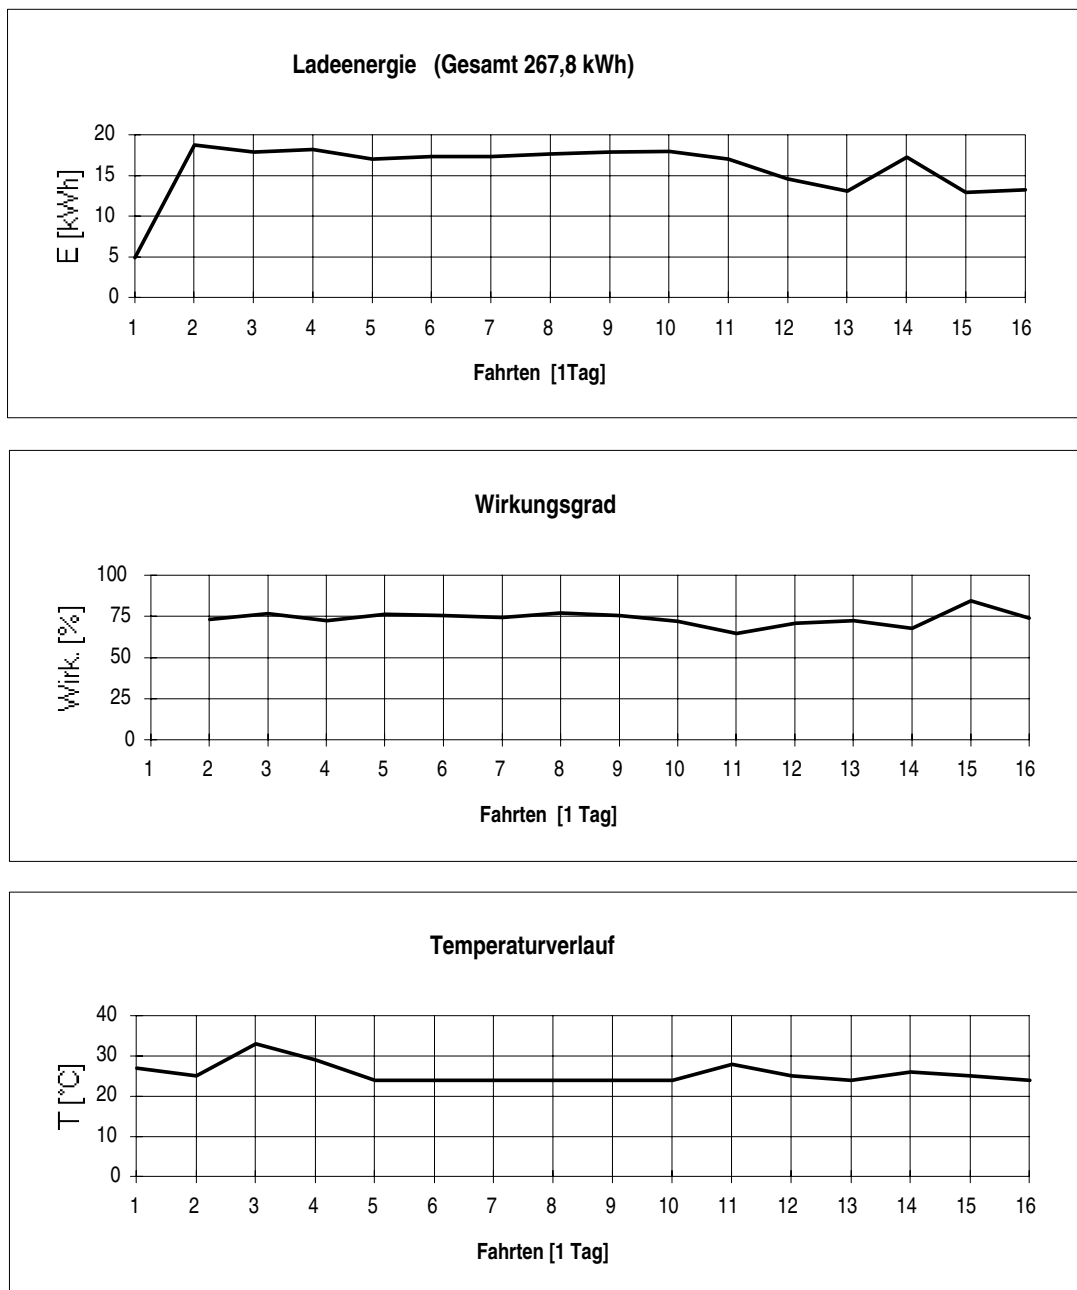 Ladeenergie (Gesamt 267,8 kWh)
20
15
10
5
0
E [kWh]
1 2 3 4 5 6 7 8 9 10 11 12 13 14 15 16
Fahrten [1Tag]
Wirkungsgrad
100
75
50
25
0
Wirk. [%]
1 2 3 4 5 6 7 8 9 10 11 12 13 14 15 16
Fahrten [1 Tag]
Temperaturverlauf
40
30
20
10
0
T [°C]
1 2 3 4 5 6 7 8 9 10 11 12 13 14 15 16
Fahrten [1 Tag]